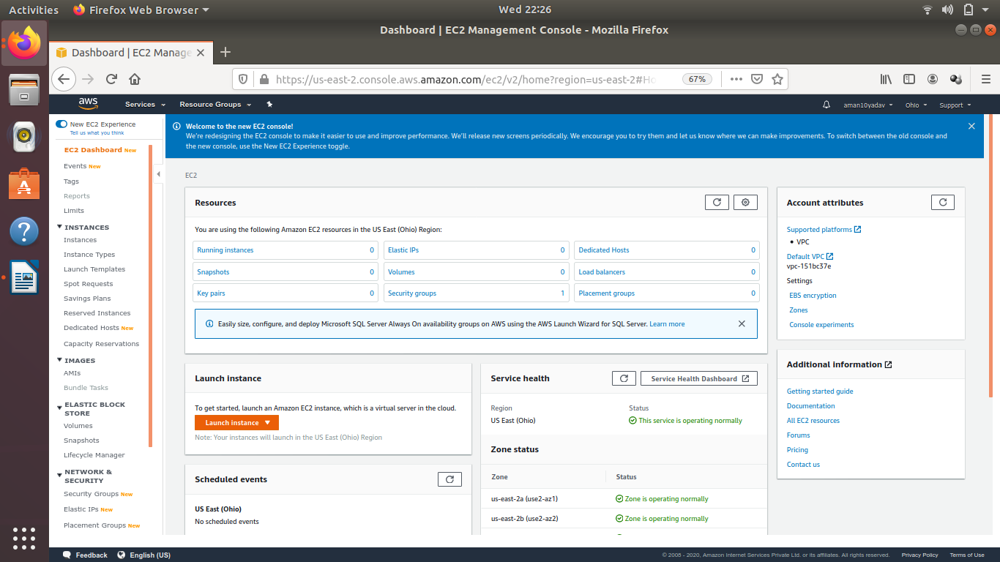 Activities
Firefox Web Browser
Wed 22:26
Dashboard | EC2 Management Console - Mozilla Firefox
Dashboard | EC2 Manage
https://us-east-2.console.aws.amazon.com/ec2/v2/home?region=us-east-2#Ho
67%
aws
Services
Resource Groups
aman10yadav
Ohio
Support
New EC2 Experience
Tell us what you think
EC2 Dashboard New
Events New
Tags
Reports
Limits
INSTANCES
Instances
Instance Types
Launch Templates
Spot Requests
Savings Plans
Reserved Instances
Dedicated Hosts New
Capacity Reservations
IMAGES
AMIs
Bundle Tasks
ELASTIC BLOCK
STORE
Volumes
Snapshots
Lifecycle Manager
NETWORK &
SECURITY
Security Groups New
Elastic IPs New
Placement Groups New
Welcome to the new EC2 console!
We're redesigning the EC2 console to make it easier to use and improve performance. We'll release new screens periodically. We encourage you to try them and let us know where we can make improvements. To switch between the old console and
the new console, use the New EC2 Experience toggle.
EC2
Resources
You are using the following Amazon EC2 resources in the US East (Ohio) Region:
Running instances 0
Elastic IPs 0
Dedicated Hosts 0
Snapshots 0
Volumes 0
Load balancers 0
Key pairs 0
Security groups 1
Placement groups 0
Easily size, configure, and deploy Microsoft SQL Server Always On availability groups on AWS using the AWS Launch Wizard for SQL Server. Learn more
Launch instance
To get started, launch an Amazon EC2 instance, which is a virtual server in the cloud.
Launch instance
Note: Your instances will launch in the US East (Ohio) Region
Scheduled events
US East (Ohio)
No scheduled events
Service health
Service Health Dashboard
Region
Status
US East (Ohio)
This service is operating normally
Zone status
Zone
Status
us-east-2a (use2-az1)
Zone is operating normally
us-east-2b (use2-az2)
Zone is operating normally
Account attributes
Supported platforms
VPC
Default VPC
vpc-151bc37e
Settings
EBS encryption
Zones
Console experiments
Additional information
Getting started guide
Documentation
All EC2 resources
Forums
Pricing
Contact us
Feedback
English (US)
© 2008 - 2020, Amazon Internet Services Private Ltd. or its affiliates. All rights reserved.
Privacy Policy
Terms of Use